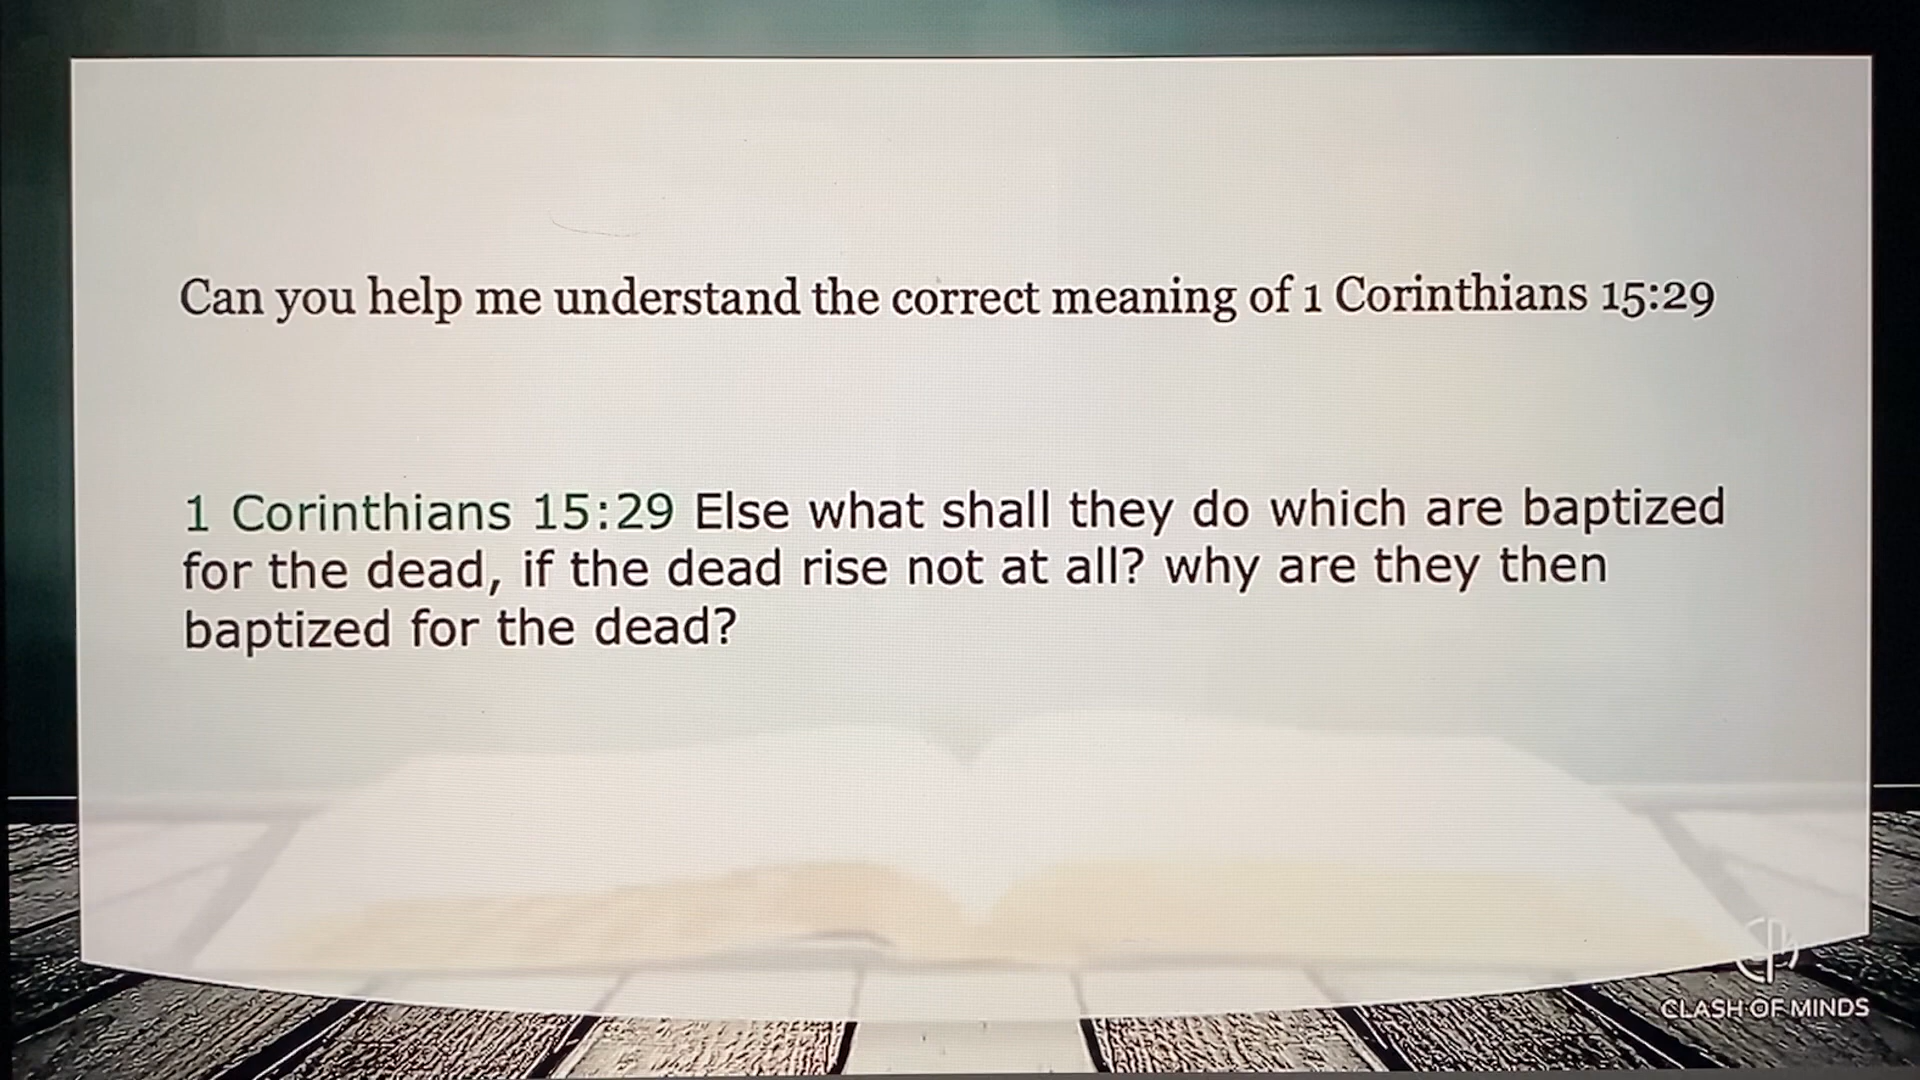 Can you help me understand the correct meaning of 1 Corinthians 15:29
1 Corinthians 15:29 Else what shall they do which are baptized
for the dead, if the dead rise not at all? why are they then
baptized for the dead?
CLASH OF MINDS